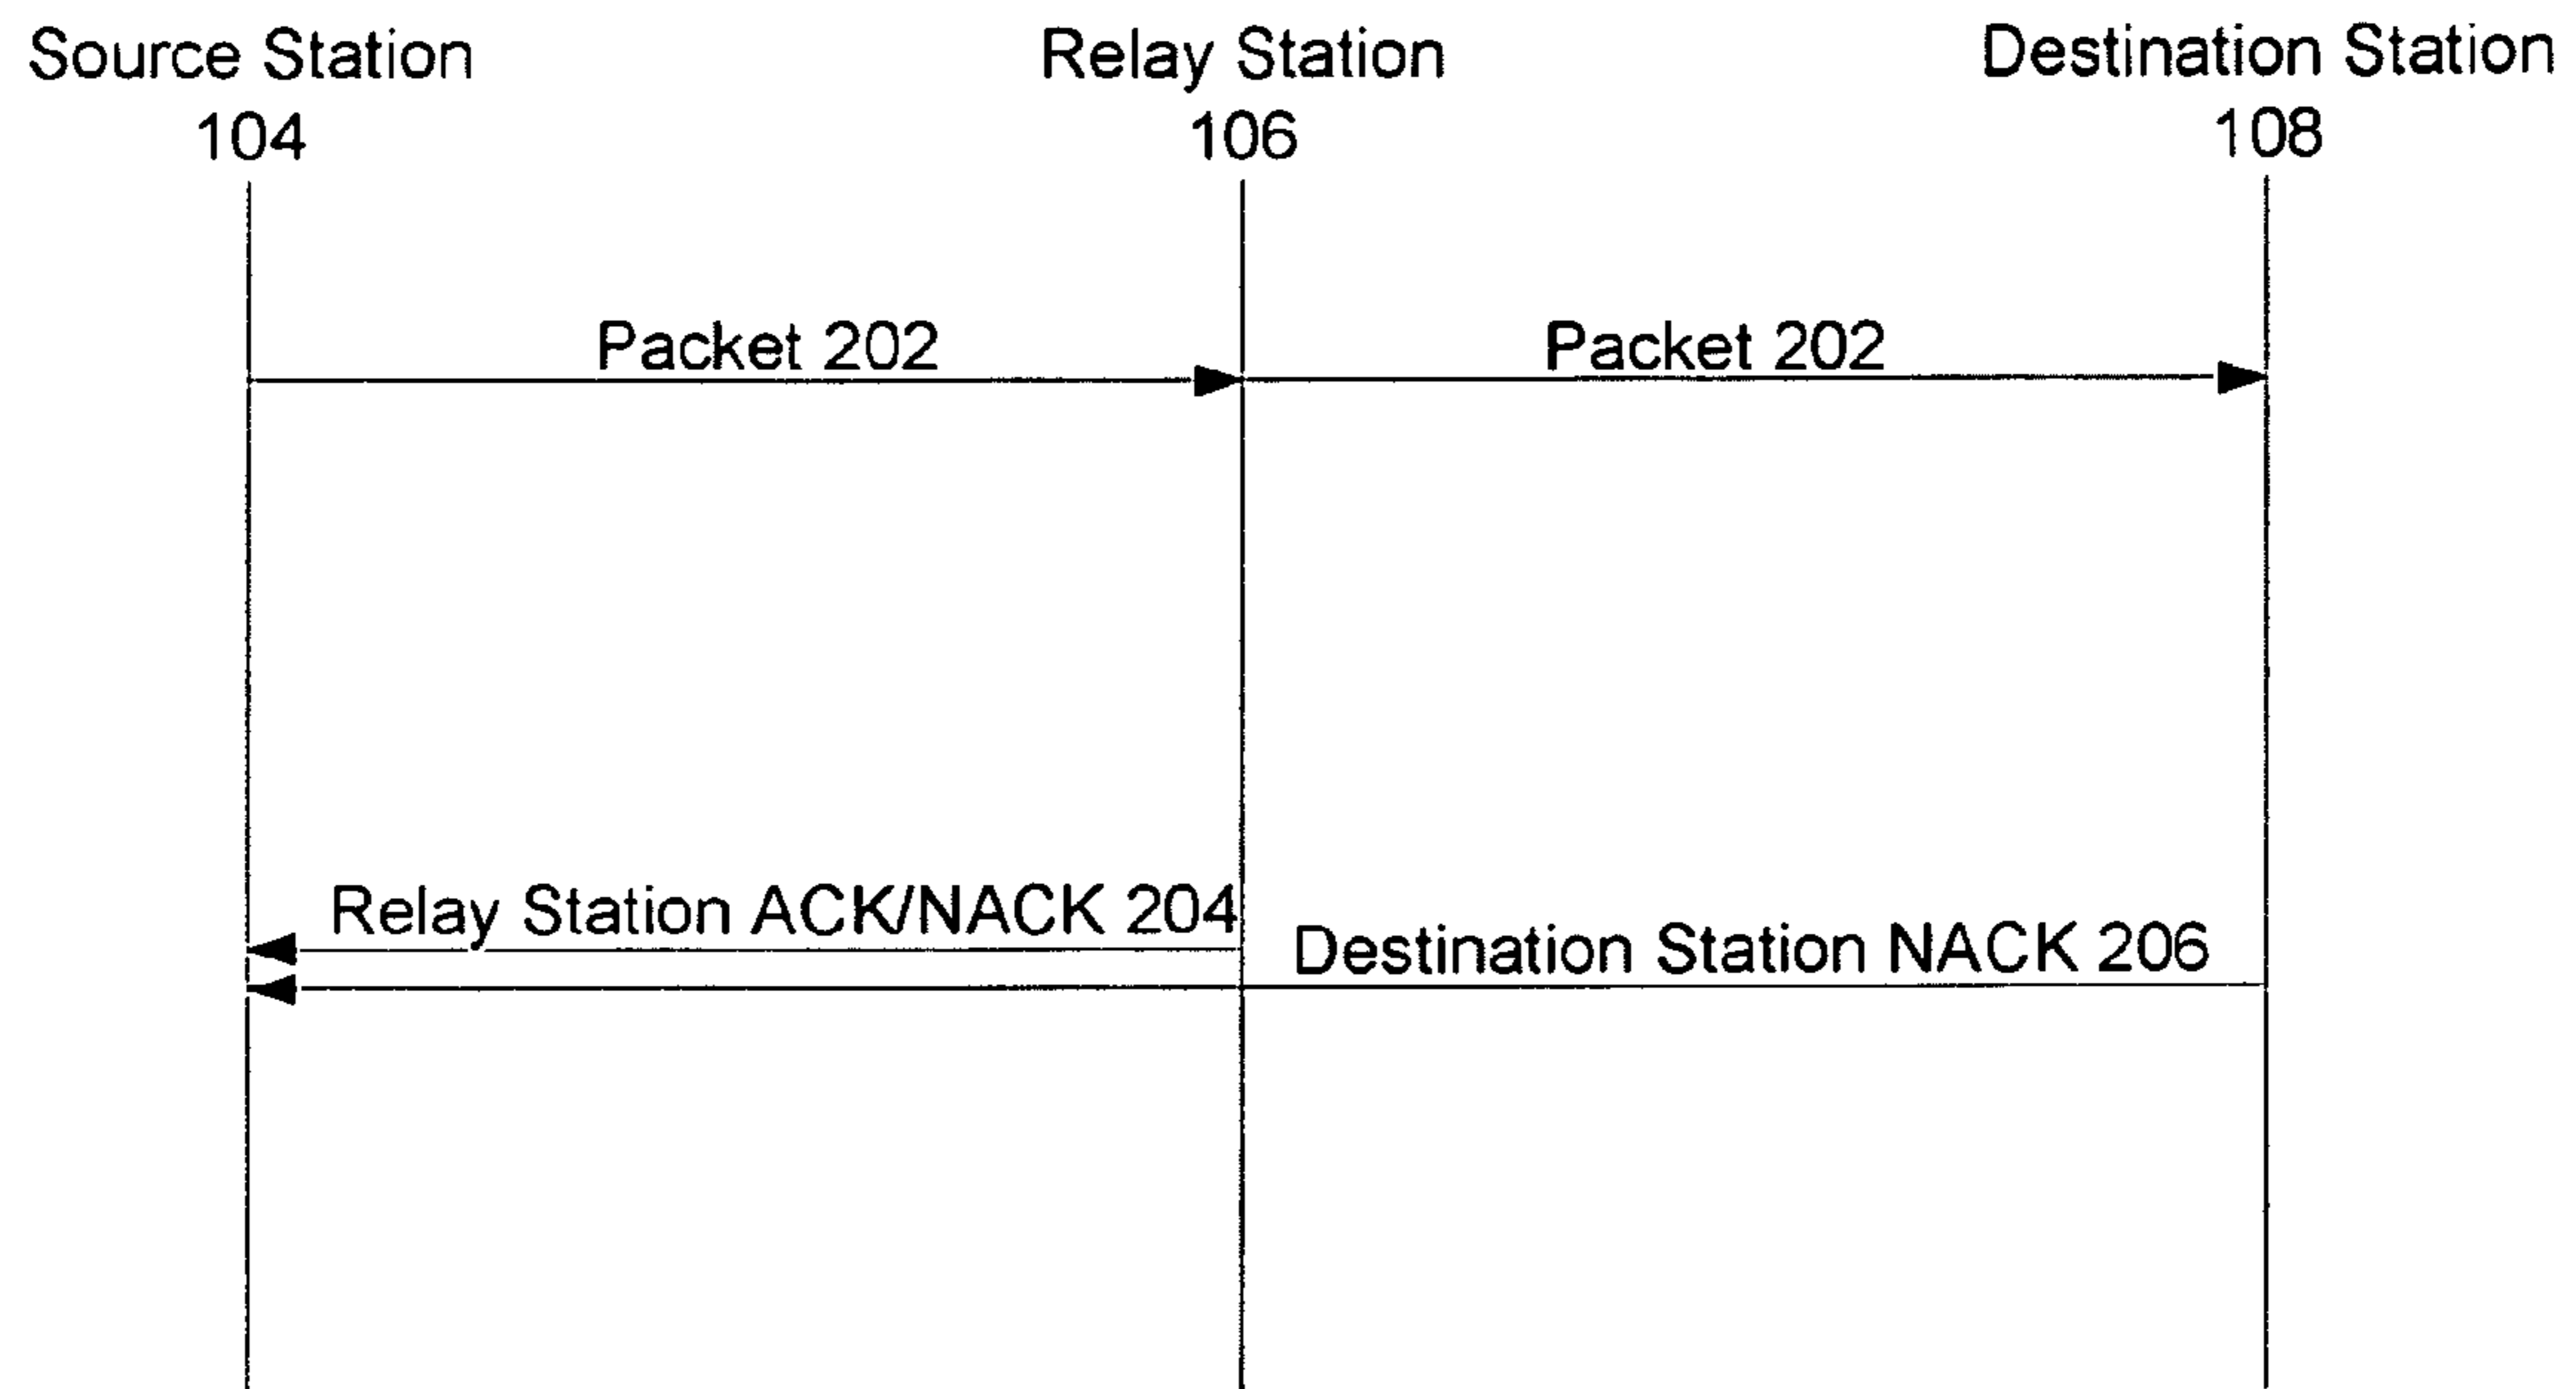 Source Station
104
Relay Station
106
Destination Station
108
Packet 202
Packet 202
Relay Station ACK/NACK 204
Destination Station NACK 206